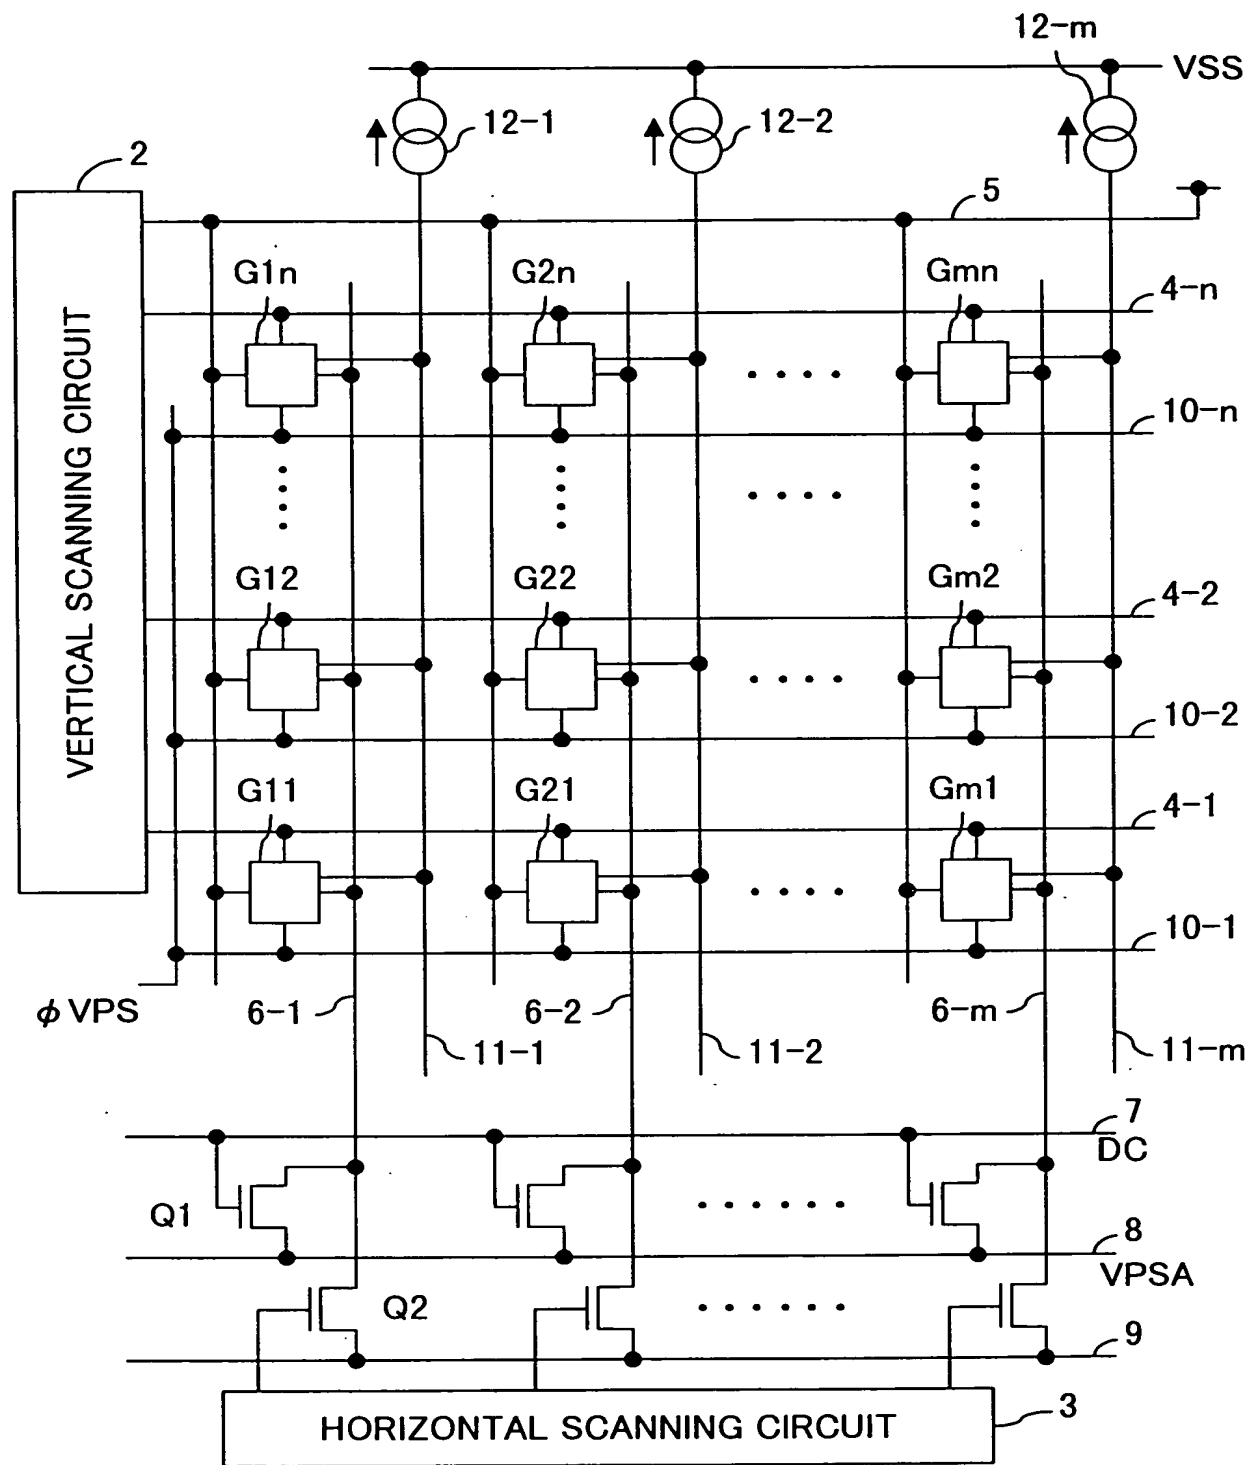 12-m
VSS
12-1
12-2
2
5
G1n
G2n
Gmn
4-n
10-n
VERTICAL SCANNING CIRCUIT
G12
G22
Gm2
4-2
10-2
G11
G21
Gm1
4-1
10-1
ϕ VPS
6-1
6-2
6-m
11-1
11-2
11-m
7
DC
Q1
8
VPSA
Q2
9
HORIZONTAL SCANNING CIRCUIT
3